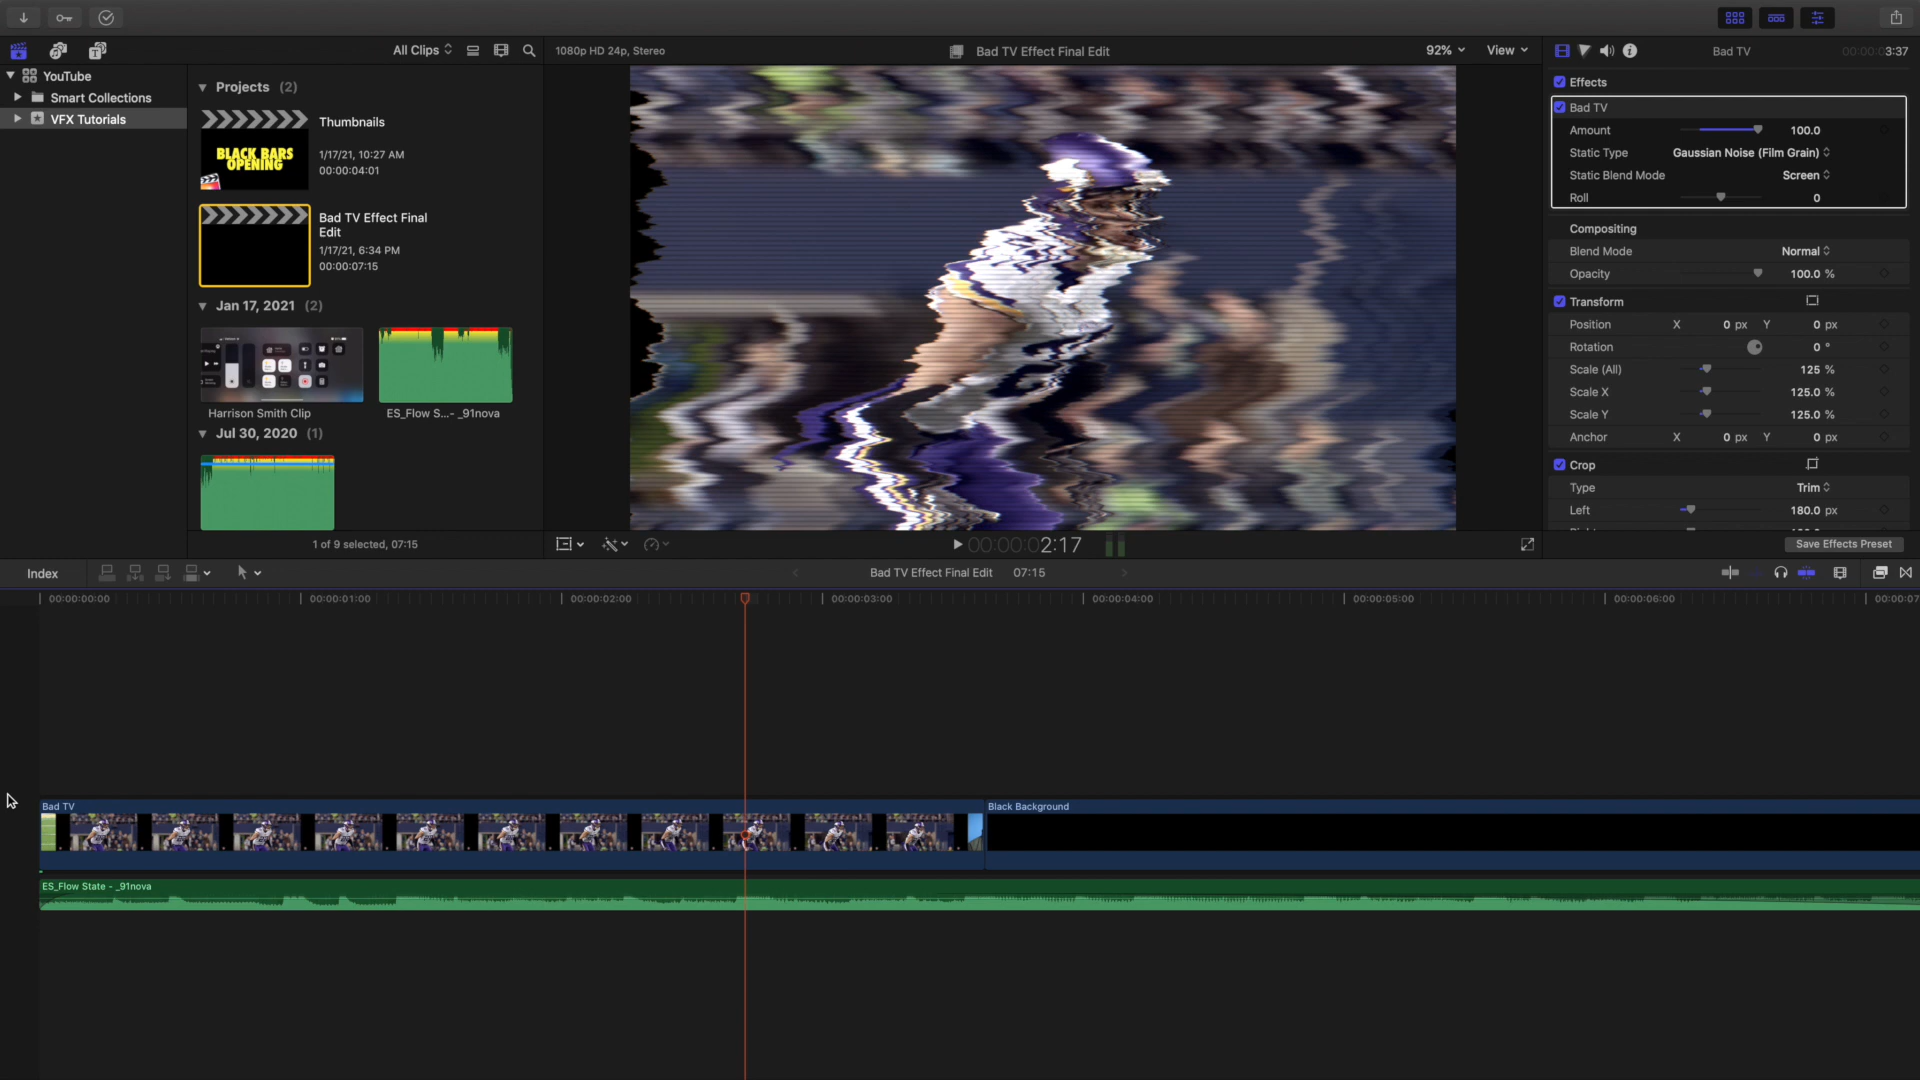 All Clips
1080p HD 24p, Stereo
Bad TV Effect Final Edit
92%
View
Bad TV
00:00:03:37
YouTube
Smart Collections
VFX Tutorials
Projects (2)
Thumbnails
1/17/21, 10:27 AM
00:00:04:01
BLACK BARS
OPENING
Bad TV Effect Final
Edit
1/17/21, 6:34 PM
00:00:07:15
Jan 17, 2021 (2)
Harrison Smith Clip
ES_Flow S...- _91nova
Jul 30, 2020 (1)
1 of 9 selected, 07:15
00:00:02:17
Effects
Bad TV
Amount 100.0
Static Type Gaussian Noise (Film Grain)
Static Blend Mode Screen
Roll 0
Compositing
Blend Mode Normal
Opacity 100.0 %
Transform
Position X 0 px Y 0 px
Rotation 0 °
Scale (All) 125 %
Scale X 125.0 %
Scale Y 125.0 %
Anchor X 0 px Y 0 px
Crop
Type Trim
Left 180.0 px
Save Effects Preset
Index
Bad TV Effect Final Edit 07:15
00:00:00:00
00:00:01:00
00:00:02:00
00:00:03:00
00:00:04:00
00:00:05:00
00:00:06:00
00:00:07
Bad TV
Black Background
ES_Flow State - _91nova